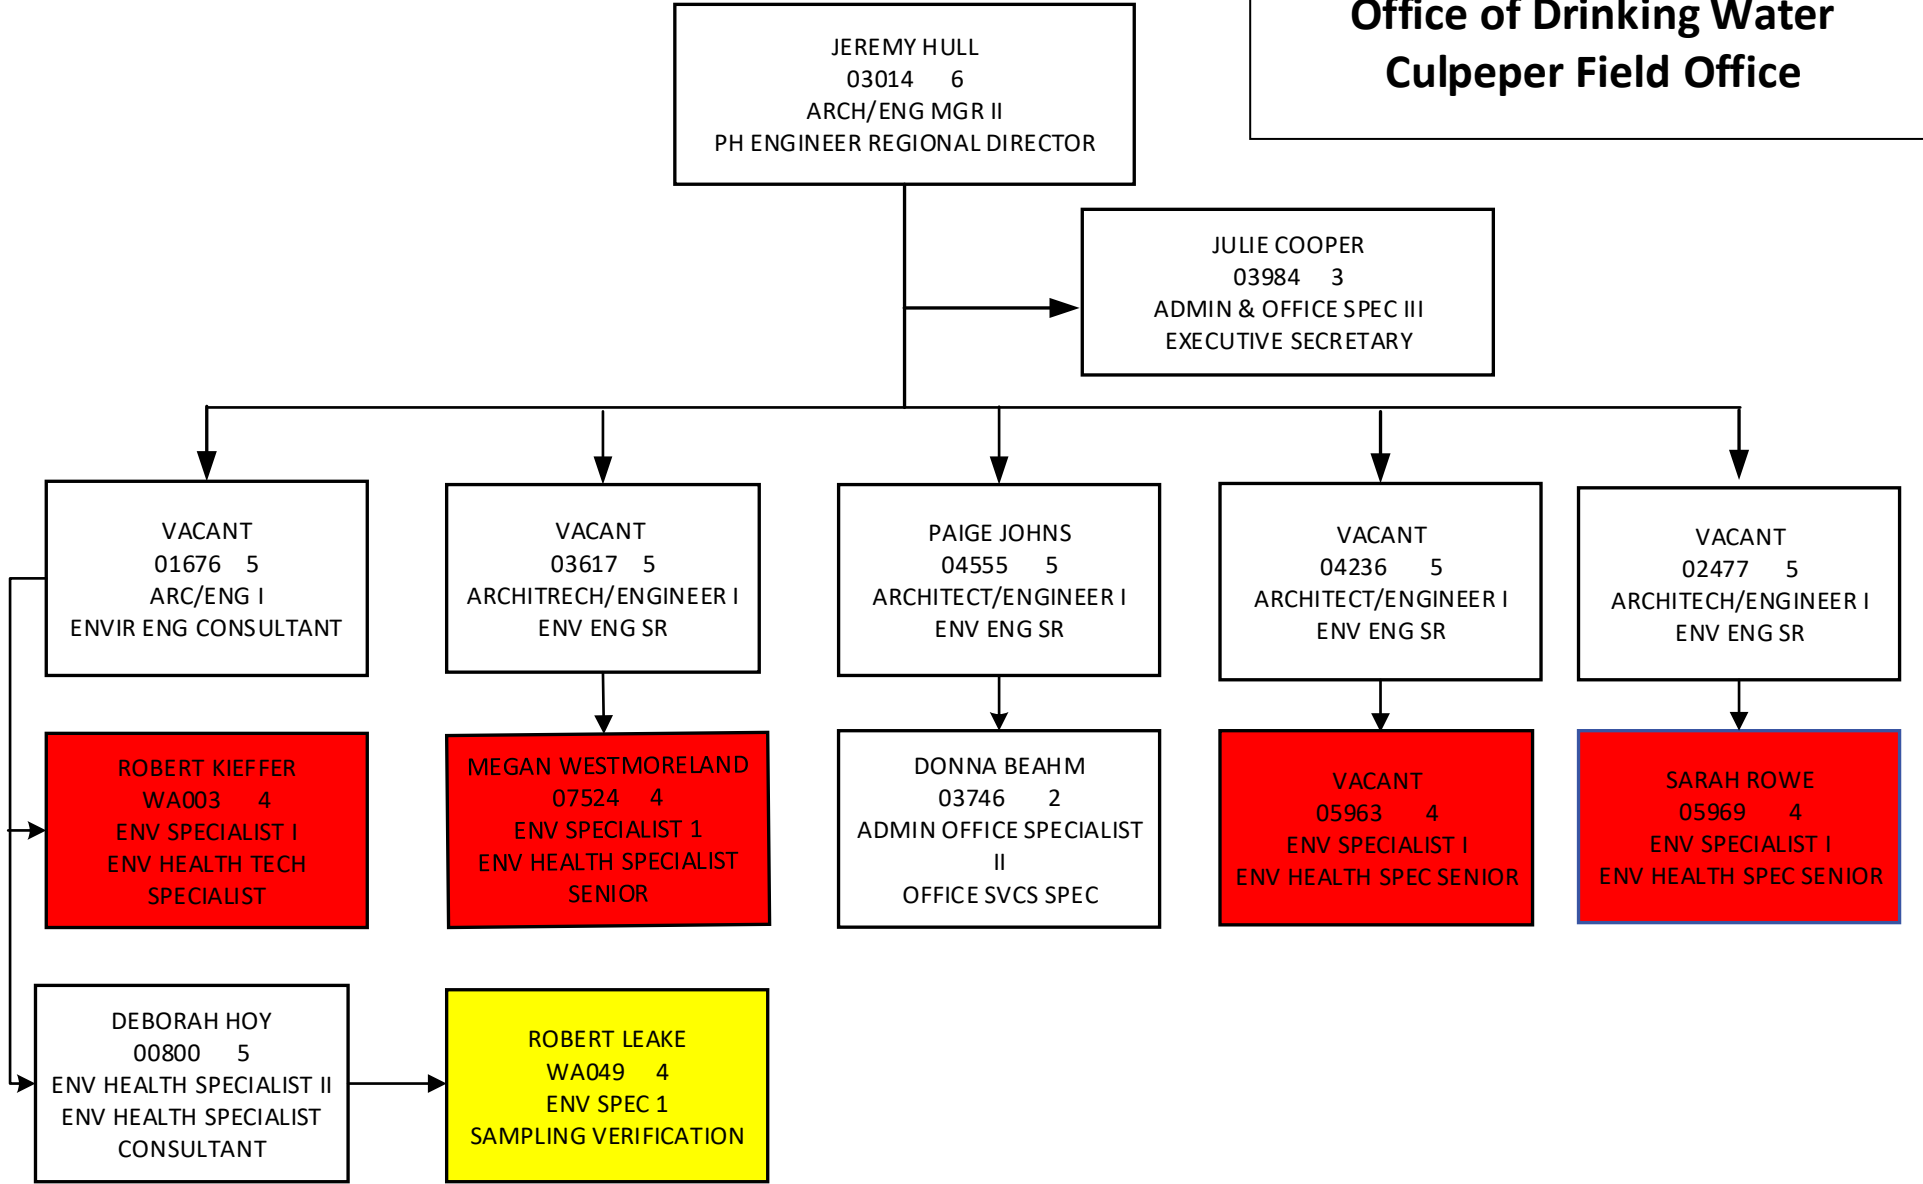 Office of Drinking Water
Culpeper Field Office
JEREMY HULL
03014 6
ARCH/ENG MGR II
PH ENGINEER REGIONAL DIRECTOR
JULIE COOPER
03984 3
ADMIN & OFFICE SPEC III
EXECUTIVE SECRETARY
VACANT
01676 5
ARC/ENG I
ENVIR ENG CONSULTANT
VACANT
03617 5
ARCHITRECH/ENGINEER I
ENV ENG SR
PAIGE JOHNS
04555 5
ARCHITECT/ENGINEER I
ENV ENG SR
VACANT
04236 5
ARCHITECT/ENGINEER I
ENV ENG SR
VACANT
02477 5
ARCHITECH/ENGINEER I
ENV ENG SR
ROBERT KIEFFER
WA003 4
ENV SPECIALIST I
ENV HEALTH TECH
SPECIALIST
MEGAN WESTMORELAND
07524 4
ENV SPECIALIST 1
ENV HEALTH SPECIALIST
SENIOR
DONNA BEAHM
03746 2
ADMIN OFFICE SPECIALIST
II
OFFICE SVCS SPEC
VACANT
05963 4
ENV SPECIALIST I
ENV HEALTH SPEC SENIOR
SARAH ROWE
05969 4
ENV SPECIALIST I
ENV HEALTH SPEC SENIOR
DEBORAH HOY
00800 5
ENV HEALTH SPECIALIST II
ENV HEALTH SPECIALIST
CONSULTANT
ROBERT LEAKE
WA049 4
ENV SPEC 1
SAMPLING VERIFICATION